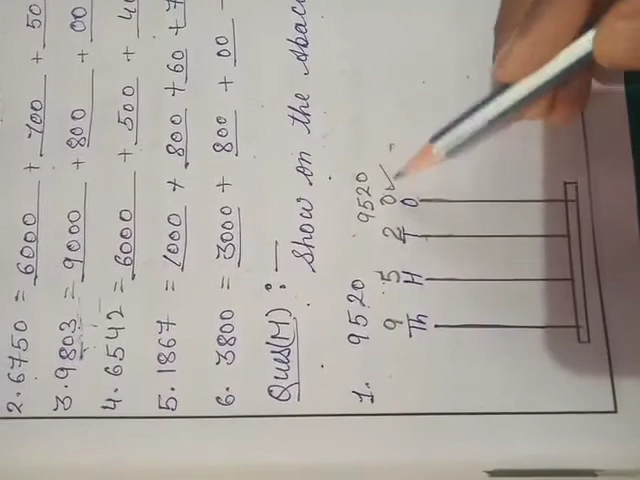 2. 6750 = 6000 + 700 + 50
3. 9803 = 9000 + 800 + 00
4. 6542 = 6000 + 500 + 40
5. 1867 = 1000 + 800 + 60 + 7
6. 3800 = 3000 + 800 + 00
Ques(4) :-
Show on the Abacu
1. 9520 9520
9 5 2 0
Th H T O